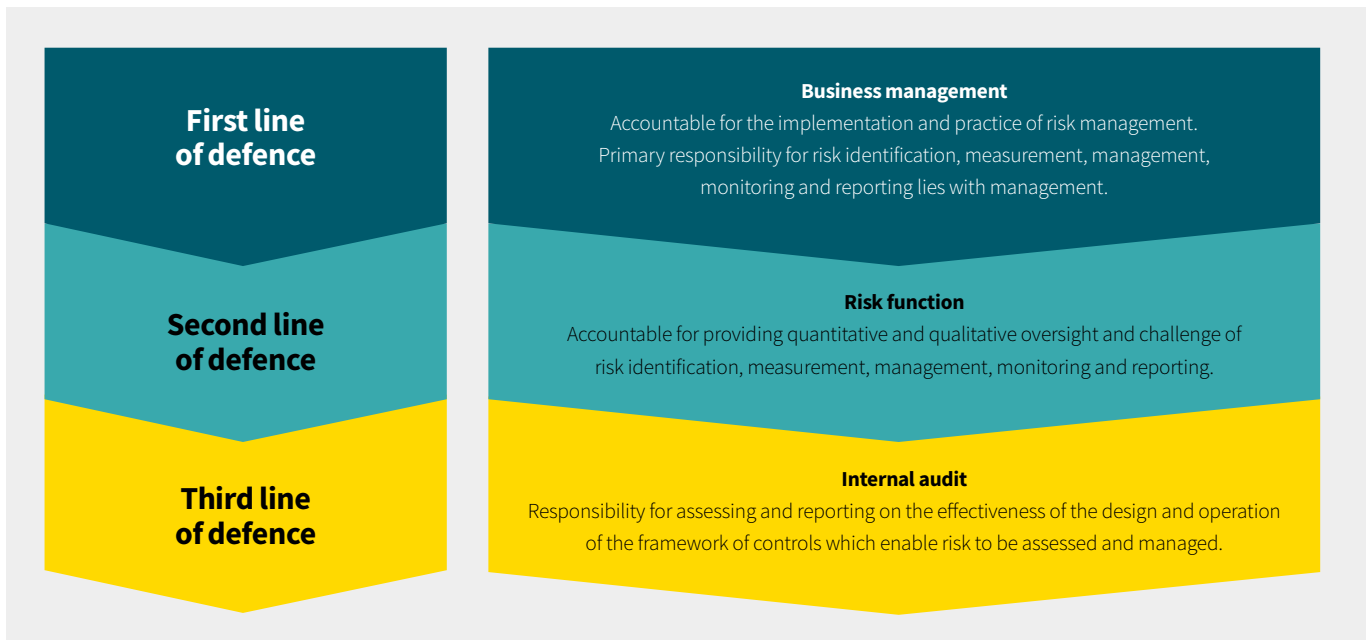 First line
of defence
Business management
Accountable for the implementation and practice of risk management.
Primary responsibility for risk identification, measurement, management,
monitoring and reporting lies with management.
Second line
of defence
Risk function
Accountable for providing quantitative and qualitative oversight and challenge of
risk identification, measurement, management, monitoring and reporting.
Third line
of defence
Internal audit
Responsibility for assessing and reporting on the effectiveness of the design and operation
of the framework of controls which enable risk to be assessed and managed.